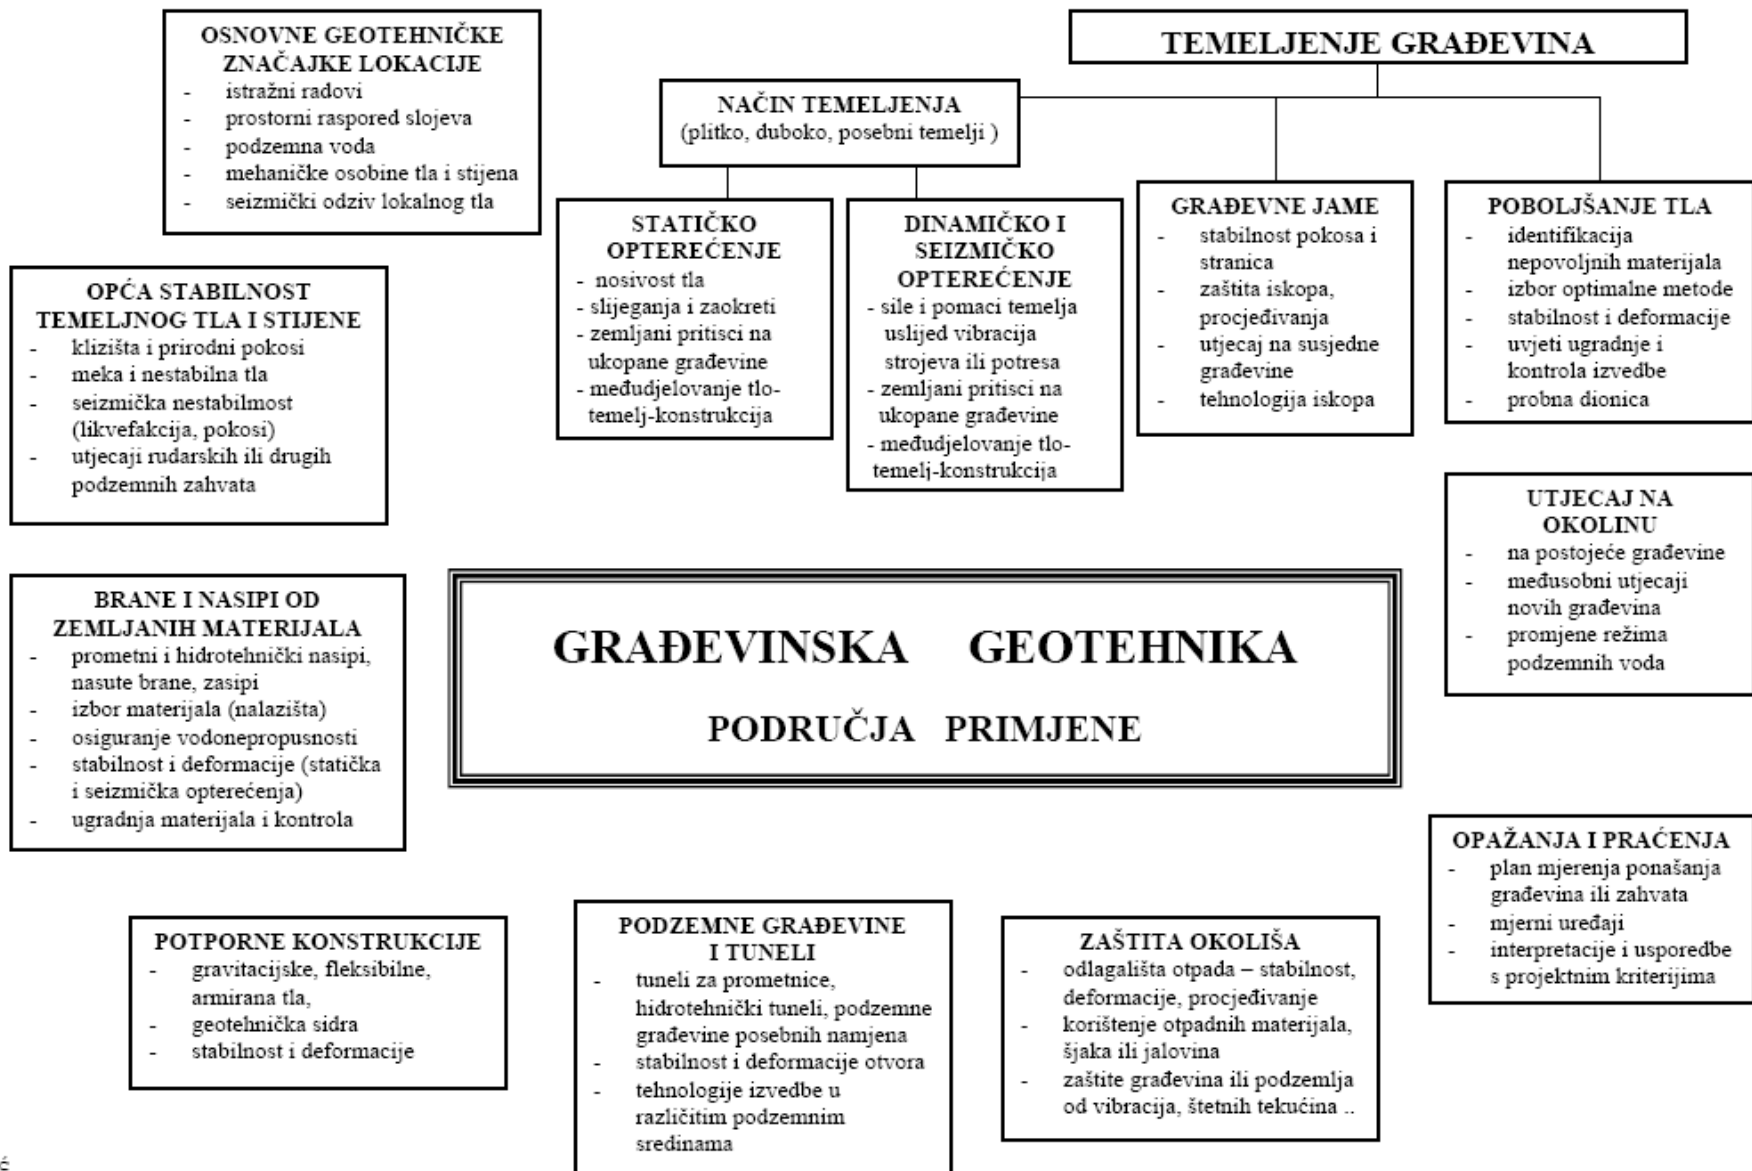 OSNOVNE GEOTEHNIČKE
ZNAČAJKE LOKACIJE
- istražni radovi
- prostorni raspored slojeva
- podzemna voda
- mehaničke osobine tla i stijena
- seizmički odziv lokalnog tla
TEMELJENJE GRAĐEVINA
NAČIN TEMELJENJA
(plitko, duboko, posebni temelji )
STATIČKO
OPTEREĆENJE
- nosivost tla
- slijeganja i zaokreti
- zemljani pritisci na
ukopane građevine
- međudjelovanje tlo-
temelj-konstrukcija
DINAMIČKO I
SEIZMIČKO
OPTEREĆENJE
- sile i pomaci temelja
uslijed vibracija
strojeva ili potresa
- zemljani pritisci na
ukopane građevine
- međudjelovanje tlo-
temelj-konstrukcija
GRAĐEVNE JAME
- stabilnost pokosa i
stranica
- zaštita iskopa,
procjeđivanja
- utjecaj na susjedne
građevine
- tehnologija iskopa
POBOLJŠANJE TLA
- identifikacija
nepovoljnih materijala
- izbor optimalne metode
- stabilnost i deformacije
- uvjeti ugradnje i
kontrola izvedbe
- probna dionica
OPĆA STABILNOST
TEMELJNOG TLA I STIJENE
- klizišta i prirodni pokosi
- meka i nestabilna tla
- seizmička nestabilmost
(likvefakcija, pokosi)
- utjecaji rudarskih ili drugih
podzemnih zahvata
UTJECAJ NA
OKOLINU
- na postojeće građevine
- međusobni utjecaji
novih građevina
- promjene režima
podzemnih voda
BRANE I NASIPI OD
ZEMLJANIH MATERIJALA
- prometni i hidrotehnički nasipi,
nasute brane, zasipi
- izbor materijala (nalazišta)
- osiguranje vodonepropusnosti
- stabilnost i deformacije (statička
i seizmička opterećenja)
- ugradnja materijala i kontrola
GRAĐEVINSKA GEOTEHNIKA
PODRUČJA PRIMJENE
OPAŽANJA I PRAĆENJA
- plan mjerenja ponašanja
građevina ili zahvata
- mjerni uređaji
- interpretacije i usporedbe
s projektnim kriterijima
POTPORNE KONSTRUKCIJE
- gravitacijske, fleksibilne,
armirana tla,
- geotehnička sidra
- stabilnost i deformacije
PODZEMNE GRAĐEVINE
I TUNELI
- tuneli za prometnice,
hidrotehnički tuneli, podzemne
građevine posebnih namjena
- stabilnost i deformacije otvora
- tehnologije izvedbe u
različitim podzemnim
sredinama
ZAŠTITA OKOLIŠA
- odlagališta otpada – stabilnost,
deformacije, procjeđivanje
- korištenje otpadnih materijala,
šjaka ili jalovina
- zaštite građevina ili podzemlja
od vibracija, štetnih tekućina ..